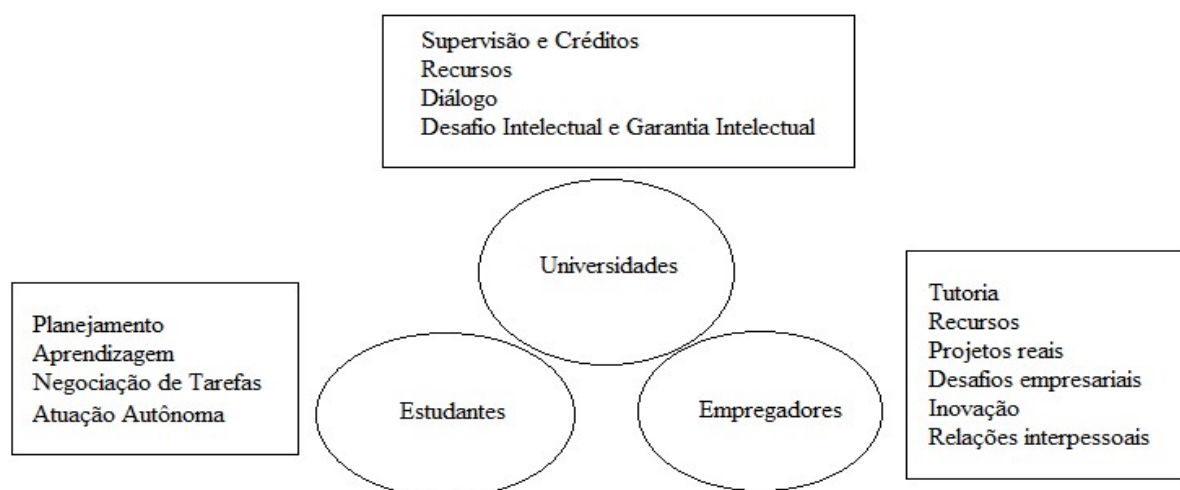 Supervisão e Créditos
Recursos
Diálogo
Desafio Intelectual e Garantia Intelectual
Universidades
Planejamento
Aprendizagem
Negociação de Tarefas
Atuação Autônoma
Estudantes
Empregadores
Tutoria
Recursos
Projetos reais
Desafios empresariais
Inovação
Relações interpessoais